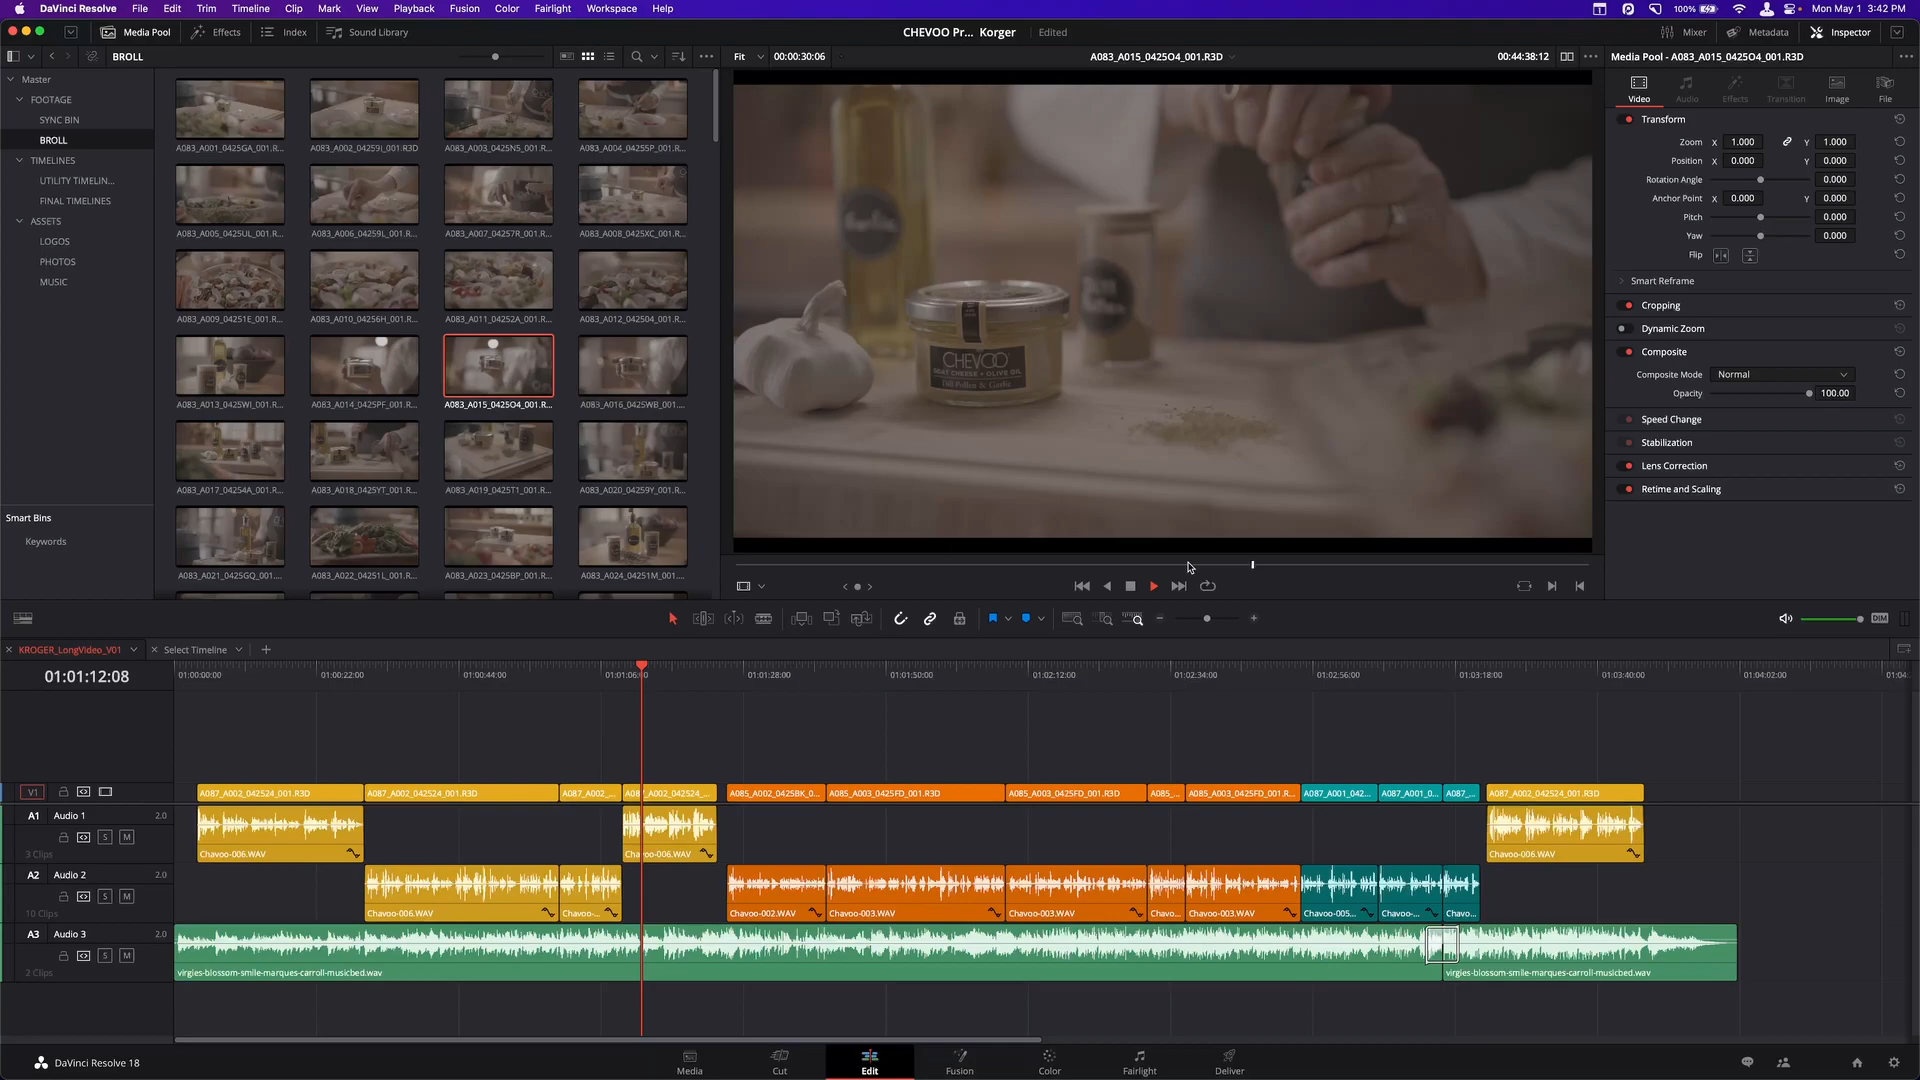 DaVinci Resolve File Edit Trim Timeline Clip Mark View Playback Fusion Color Fairlight Workspace Help
100% Mon May 1 3:42 PM
Media Pool Effects Index Sound Library
CHEVOO Pr... Korger Edited
Mixer Metadata Inspector
BROLL
Fit 00:00:30:06 A083_A015_0425O4_001.R3D 00:44:38:12
Media Pool - A083_A015_0425O4_001.R3D
Master
FOOTAGE
SYNC BIN
BROLL
TIMELINES
UTILITY TIMELIN...
FINAL TIMELINES
ASSETS
LOGOS
PHOTOS
MUSIC
Smart Bins
Keywords
A083_A001_0425GA_001.R... A083_A002_04259I_001.R3D A083_A003_0425N5_001.R... A083_A004_04255P_001.R...
A083_A005_0425UL_001.R... A083_A006_04259L_001.R... A083_A007_04257R_001.R... A083_A008_0425XC_001.R...
A083_A009_04251E_001.R... A083_A010_04256H_001.R... A083_A011_04252A_001.R... A083_A012_042504_001.R...
A083_A013_0425WI_001.R... A083_A014_0425PF_001.R... A083_A015_0425O4_001.R... A083_A016_0425WB_001....
A083_A017_04254A_001.R... A083_A018_0425YT_001.R... A083_A019_0425T1_001.R... A083_A020_04259Y_001.R...
A083_A021_0425GQ_001.... A083_A022_04251L_001.R... A083_A023_0425BP_001.R... A083_A024_04251M_001....
CHEVOO
GOAT CHEESE + OLIVE OIL
Dill Pollen & Garlic
Video Audio Effects Transition Image File
Transform
Zoom X 1.000 Y 1.000
Position X 0.000 Y 0.000
Rotation Angle 0.000
Anchor Point X 0.000 Y 0.000
Pitch 0.000
Yaw 0.000
Flip
Smart Reframe
Cropping
Dynamic Zoom
Composite
Composite Mode Normal
Opacity 100.00
Speed Change
Stabilization
Lens Correction
Retime and Scaling
DIM
KROGER_LongVideo_V01 Select Timeline
01:01:12:08
01:00:00:00 01:00:22:00 01:00:44:00 01:01:06:00 01:01:28:00 01:01:50:00 01:02:12:00 01:02:34:00 01:02:56:00 01:03:18:00 01:03:40:00 01:04:02:00 01:04:
V1 A087_A002_042524_001.R3D A087_A002_042524_001.R3D A087_A002_... A087_A002_042524_... A085_A002_0425BK_0... A085_A003_0425FD_001.R3D A085_A003_0425FD_001.R3D A085_... A085_A003_0425FD_001.R... A087_A001_042... A087_A001_0... A087_... A087_A002_042524_001.R3D
A1 Audio 1 2.0
S M
3 Clips Chavoo-006.WAV Chavoo-006.WAV Chavoo-006.WAV
A2 Audio 2 2.0
S M
10 Clips Chavoo-006.WAV Chavoo-... Chavoo-002.WAV Chavoo-003.WAV Chavoo-003.WAV Chavo... Chavoo-003.WAV Chavoo-005... Chavoo-... Chavo...
A3 Audio 3 2.0
S M
2 Clips virgies-blossom-smile-marques-carroll-musicbed.wav virgies-blossom-smile-marques-carroll-musicbed.wav
DaVinci Resolve 18
Media Cut Edit Fusion Color Fairlight Deliver